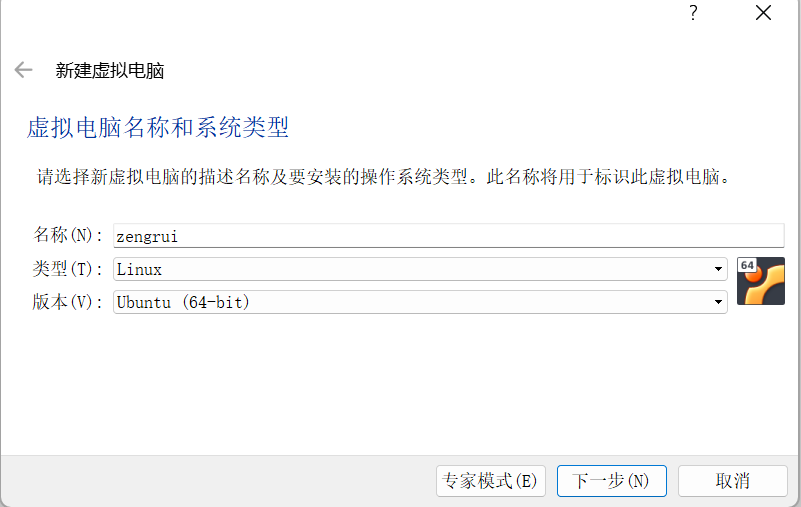 ?
新建虚拟电脑
虚拟电脑名称和系统类型
请选择新虚拟电脑的描述名称及要安装的操作系统类型。此名称将用于标识此虚拟电脑。
名称(N): zengrui
类型(T): Linux
64
版本(V): Ubuntu (64-bit)
专家模式(E) 下一步(N) 取消